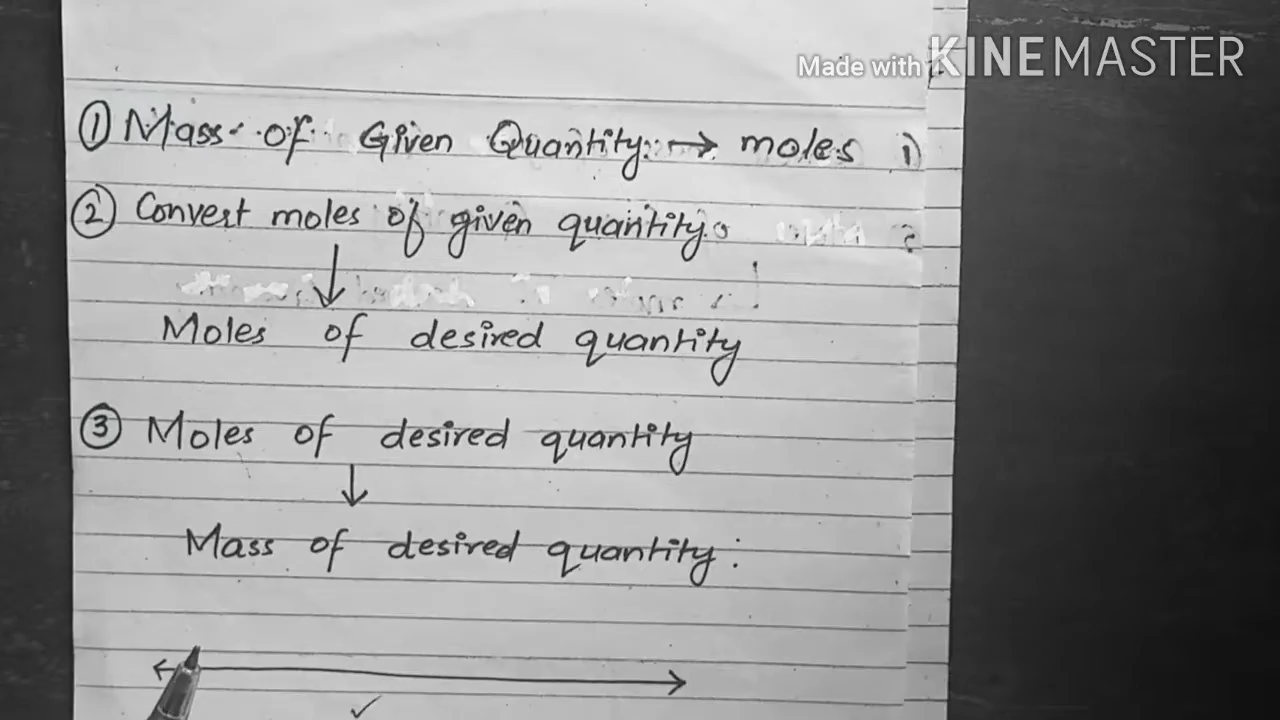 Made with KINEMASTER
① Mass of Given Quantity → moles
② Convert moles of given quantity
↓
Moles of desired quantity
③ Moles of desired quantity
↓
Mass of desired quantity: